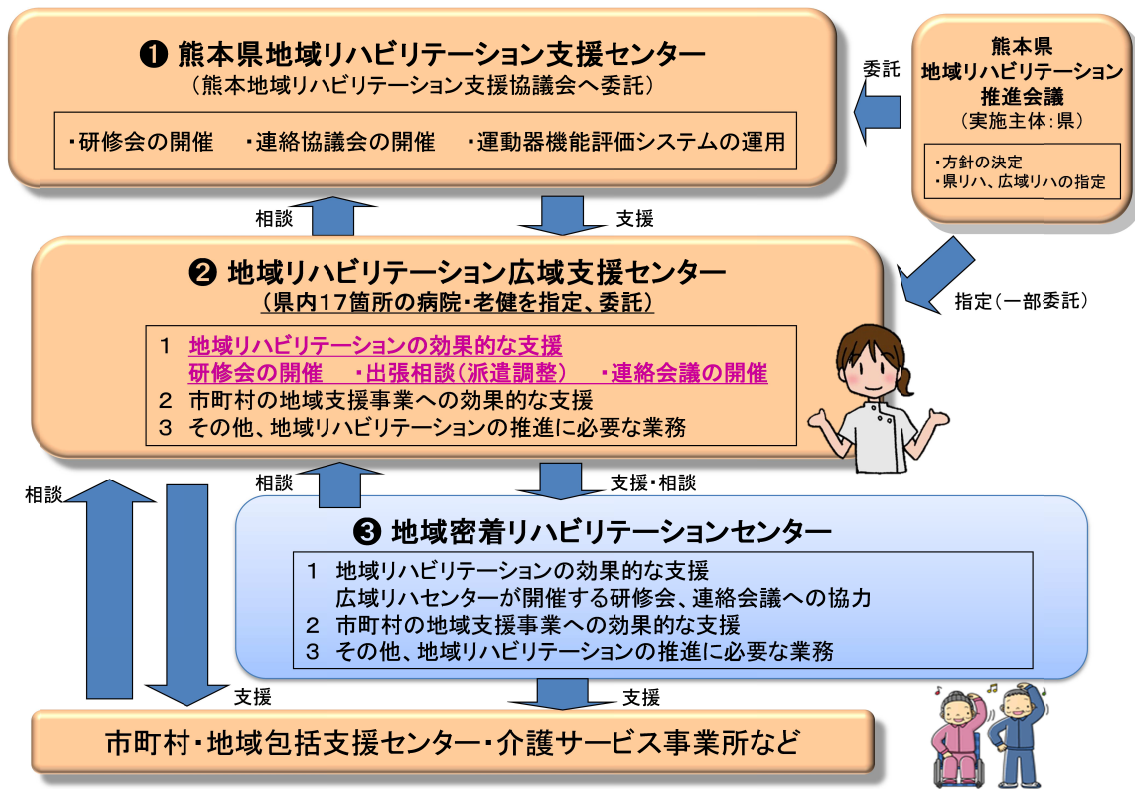 ❶ 熊本県地域リハビリテーション支援センター
（熊本地域リハビリテーション支援協議会へ委託）
・研修会の開催　・連絡協議会の開催　・運動器機能評価システムの運用
委託
熊本県
地域リハビリテーション
推進会議
（実施主体：県）
・方針の決定
・県リハ、広域リハの指定
相談
支援
指定（一部委託）
❷ 地域リハビリテーション広域支援センター
（県内１７箇所の病院・老健を指定、委託）
１　地域リハビリテーションの効果的な支援
研修会の開催　・出張相談（派遣調整）　・連絡会議の開催
２　市町村の地域支援事業への効果的な支援
３　その他、地域リハビリテーションの推進に必要な業務
相談
相談
支援・相談
❸ 地域密着リハビリテーションセンター
１　地域リハビリテーションの効果的な支援
広域リハセンターが開催する研修会、連絡会議への協力
２　市町村の地域支援事業への効果的な支援
３　その他、地域リハビリテーションの推進に必要な業務
支援
支援
市町村・地域包括支援センター・介護サービス事業所など